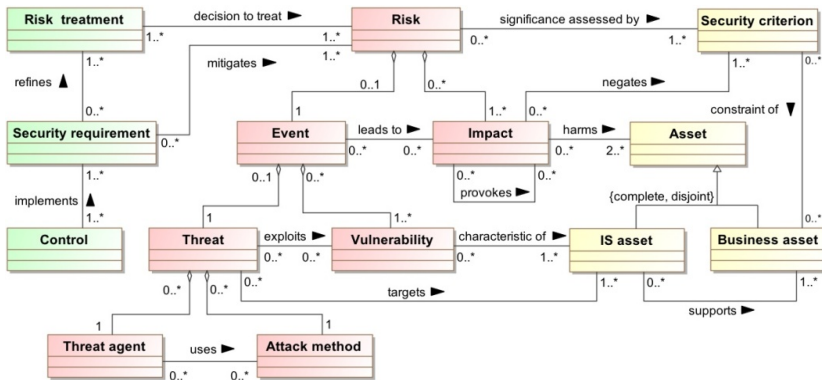 Risk treatment
decision to treat
Risk
significance assessed by
Security criterion
1..*
1..*
0..*
1..*
1..*
mitigates
1..*
1..*
0..*
refines
negates
0..1
0..*
constraint of
0..*
1
1..*
0..*
Security requirement
0..*
Event
leads to
Impact
harms
Asset
0..*
0..*
0..*
2..*
1..*
0..1
0..*
0..*
0..*
provokes
implements
{complete, disjoint}
1..*
1
1..*
0..*
Control
Threat
exploits
Vulnerability
characteristic of
IS asset
Business asset
0..*
0..*
0..*
1..*
0..*
0..*
0..*
1..*
0..*
1..*
targets
supports
1
1
Threat agent
uses
Attack method
0..*
0..*